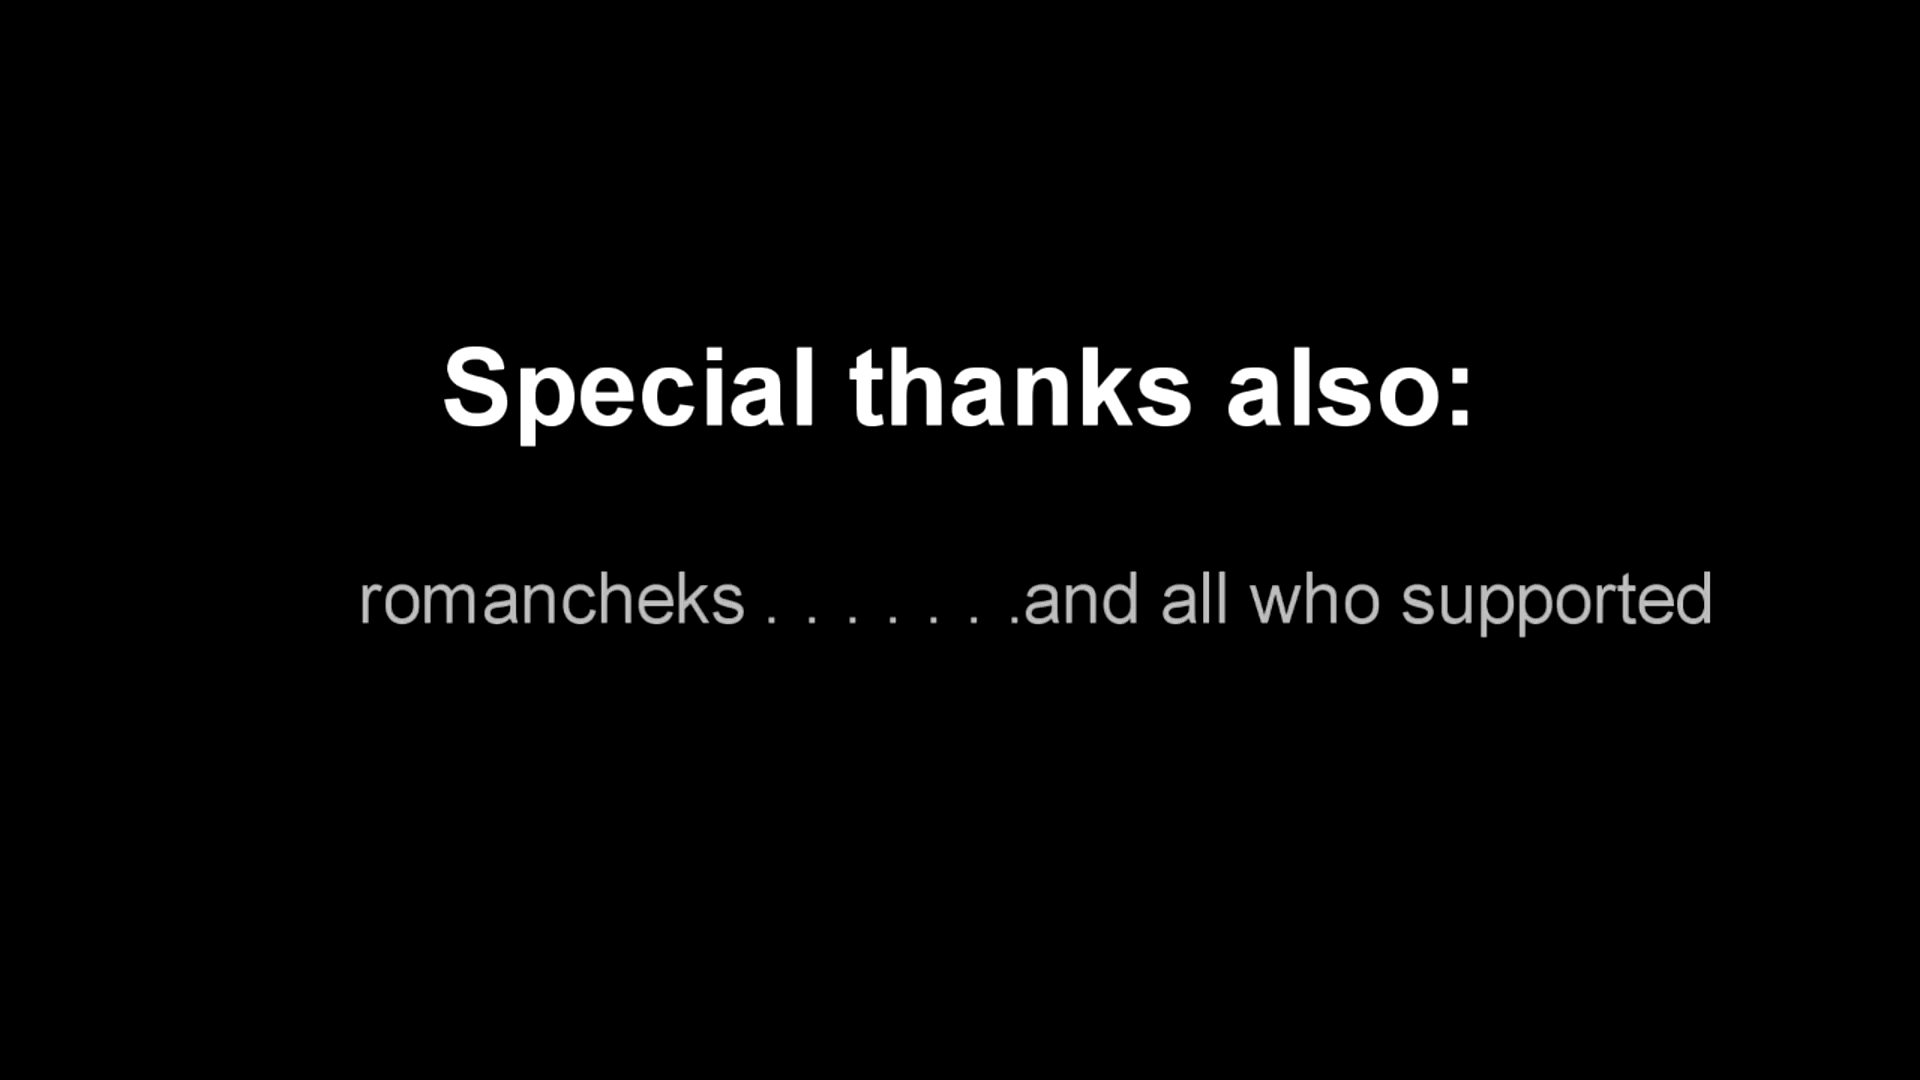 Special thanks also:
romancheks . . . . . . .and all who supported